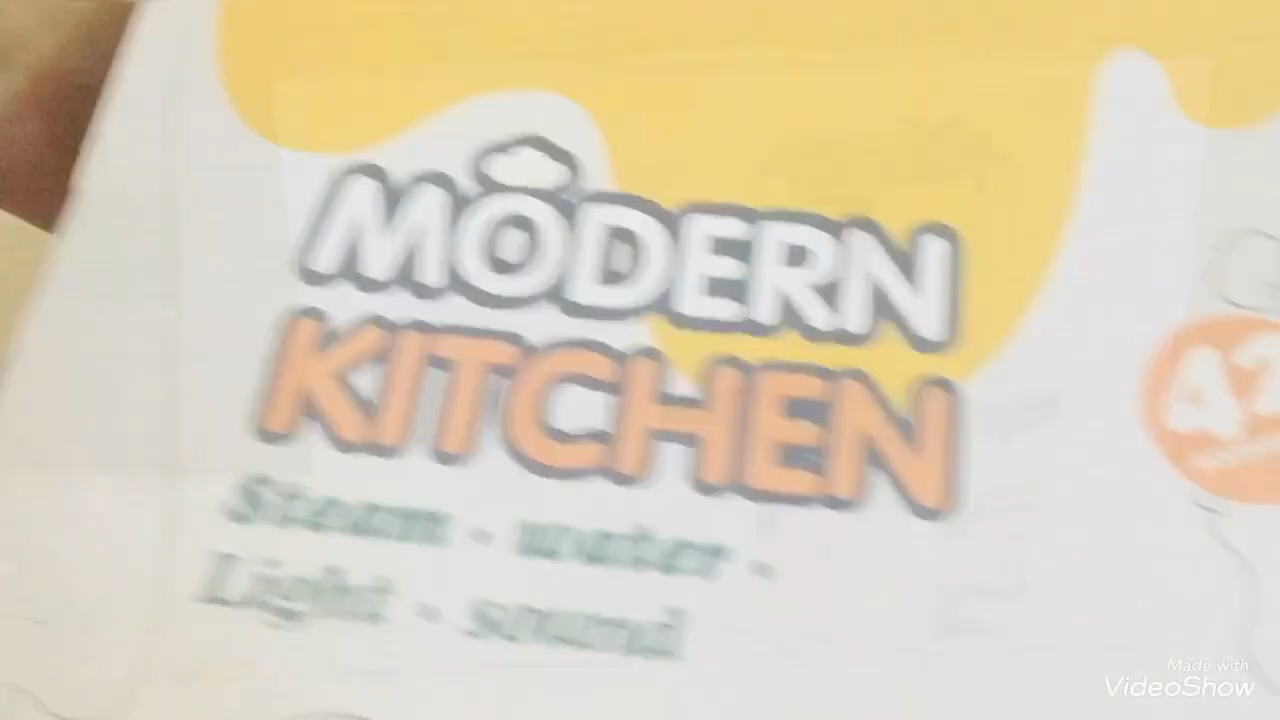 MODERN
KITCHEN
Steam - water -
Light - sound
Made with
VideoShow